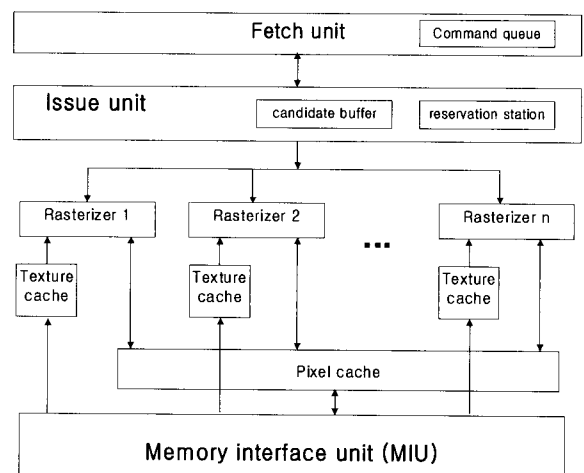 Fetch unit
Command queue
Issue unit
candidate buffer
reservation station
Rasterizer 1
Rasterizer 2
Rasterizer n
...
Texture
cache
Texture
cache
Texture
cache
Pixel cache
Memory interface unit (MIU)